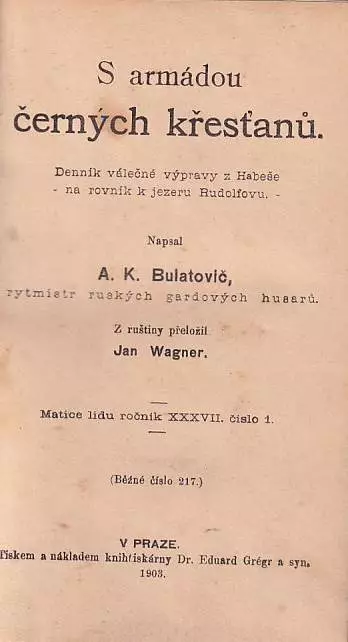 S armádou
černých křesťanů.
Denník válečné výpravy z Habeše
- na rovník k jezeru Rudolfovu. -
Napsal
A. K. Bulatovič,
rytmistr ruských gardových husarů.
Z ruštiny přeložil
Jan Wagner.
Matice lidu ročník XXXVII. číslo 1.
(Běžné číslo 217.)
V PRAZE.
Tiskem a nákladem knihtiskárny Dr. Eduard Grégr a syn.
1903.